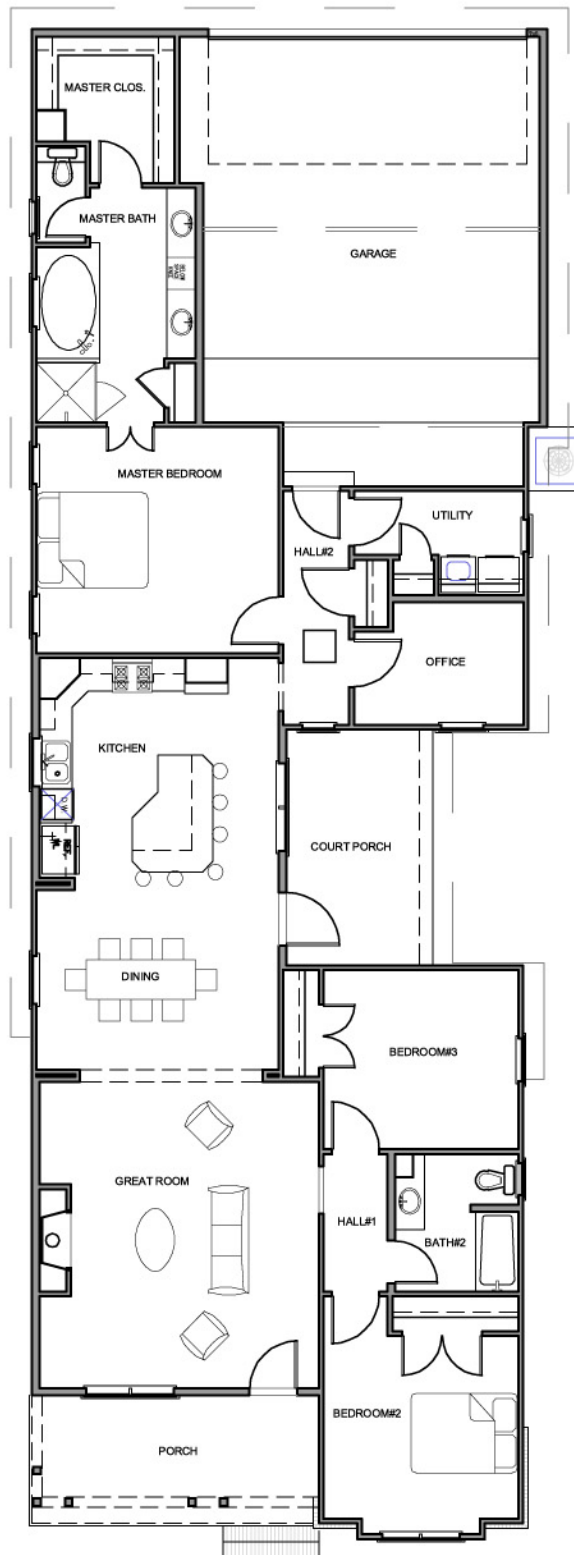 MASTER CLOS.
MASTER BATH
GARAGE
MASTER BEDROOM
UTILITY
HALL#2
OFFICE
KITCHEN
D.W.
REF.
COURT PORCH
DINING
BEDROOM#3
GREAT ROOM
HALL#1
BATH#2
BEDROOM#2
PORCH